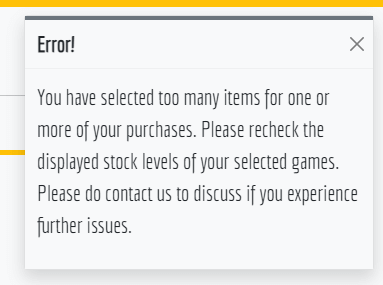 Error!
You have selected too many items for one or
more of your purchases. Please recheck the
displayed stock levels of your selected games.
Please do contact us to discuss if you experience
further issues.